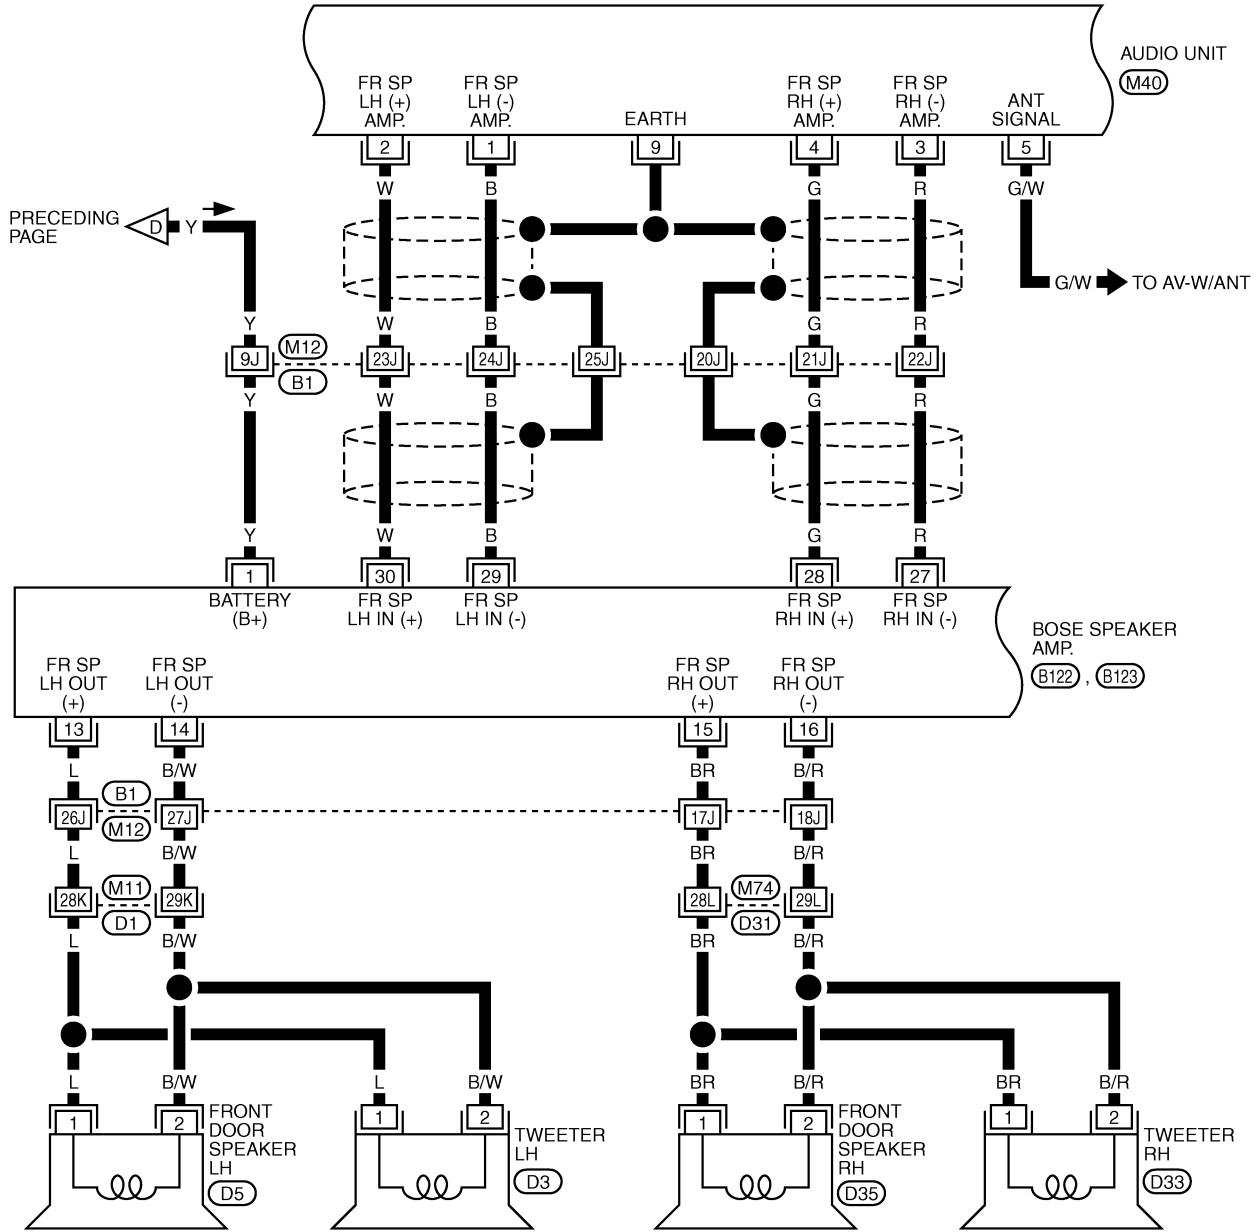 AUDIO UNIT
M40
FR SP LH (+) AMP.
FR SP LH (-) AMP.
EARTH
FR SP RH (+) AMP.
FR SP RH (-) AMP.
ANT SIGNAL
2 1 9 4 3 5
W B G R G/W
PRECEDING PAGE
D Y
G/W TO AV-W/ANT
Y W B G R
9J M12 23J 24J 25J 20J 21J 22J
B1
Y W B G R
Y W B G R
1 30 29 28 27
BATTERY (B+)
FR SP LH IN (+)
FR SP LH IN (-)
FR SP RH IN (+)
FR SP RH IN (-)
BOSE SPEAKER AMP.
B122 , B123
FR SP LH OUT (+)
FR SP LH OUT (-)
FR SP RH OUT (+)
FR SP RH OUT (-)
13 14 15 16
L B/W BR B/R
26J B1 27J 17J 18J
M12
L B/W BR B/R
28K M11 29K 28L M74 29L
D1 D31
L B/W BR B/R
L B/W L B/W BR B/R BR B/R
1 2 1 2 1 2 1 2
FRONT DOOR SPEAKER LH
D5
TWEETER LH
D3
FRONT DOOR SPEAKER RH
D35
TWEETER RH
D33